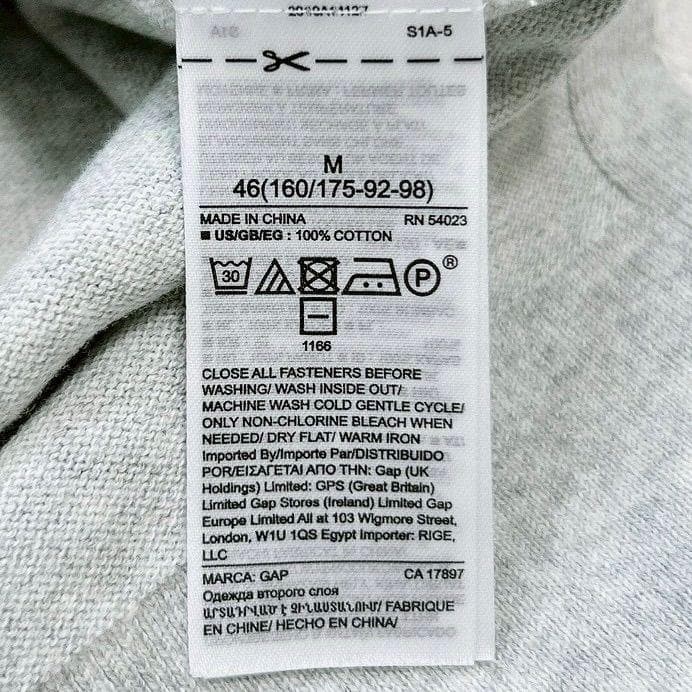 S1A-5
M
46(160/175-92-98)
MADE IN CHINA RN 54023
US/GB/EG : 100% COTTON
30 P ®
1166
CLOSE ALL FASTENERS BEFORE
WASHING/ WASH INSIDE OUT/
MACHINE WASH COLD GENTLE CYCLE/
ONLY NON-CHLORINE BLEACH WHEN
NEEDED/ DRY FLAT/ WARM IRON
Imported By/Importe Par/DISTRIBUIDO
POR/ΕΙΣΑΓΕΤΑΙ ΑΠΟ ΤΗΝ: Gap (UK
Holdings) Limited: GPS (Great Britain)
Limited Gap Stores (Ireland) Limited Gap
Europe Limited All at 103 Wigmore Street,
London, W1U 1QS Egypt Importer: RIGE,
LLC
MARCA: GAP CA 17897
Одежда второго слоя
ԱՐՏԱԴՐՎԱԾ Է ՉԻՆԱՍՏԱՆՈՒՄ/ FABRIQUE
EN CHINE/ HECHO EN CHINA/